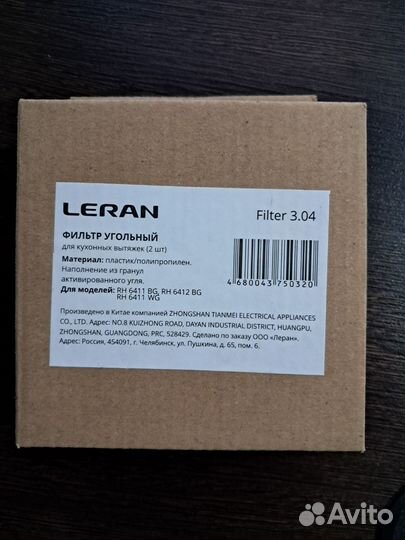 LERAN
Filter 3.04
ФИЛЬТР УГОЛЬНЫЙ
для кухонных вытяжек (2 шт)
Материал: пластик/полипропилен.
Наполнение из гранул
активированного угля.
Для моделей: RH 6411 BG, RH 6412 BG
RH 6411 WG
4 680043 750320
Произведено в Китае компанией ZHONGSHAN TIANMEI ELECTRICAL APPLIANCES
CO., LTD. Адрес: NO.8 KUIZHONG ROAD, DAYAN INDUSTRIAL DISTRICT, HUANGPU,
ZHONGSHAN, GUANGDONG, PRC, 528429. Сделано по заказу ООО «Леран».
Адрес: Россия, 454091, г. Челябинск, ул. Пушкина, д. 65, пом. 6.
Avito